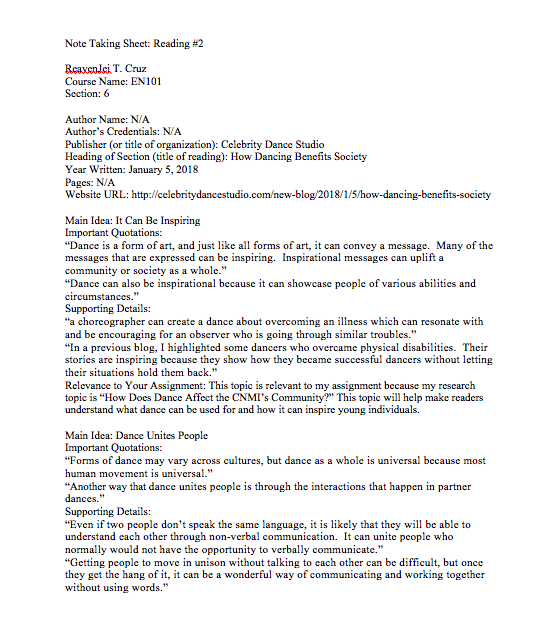 Note Taking Sheet: Reading #2
ReavenJei T. Cruz
Course Name: EN101
Section: 6
Author Name: N/A
Author's Credentials: N/A
Publisher (or title of organization): Celebrity Dance Studio
Heading of Section (title of reading): How Dancing Benefits Society
Year Written: January 5, 2018
Pages: N/A
Website URL: http://celebritydancestudio.com/new-blog/2018/1/5/how-dancing-benefits-society
Main Idea: It Can Be Inspiring
Important Quotations:
“Dance is a form of art, and just like all forms of art, it can convey a message.  Many of the
messages that are expressed can be inspiring.  Inspirational messages can uplift a
community or society as a whole.”
“Dance can also be inspirational because it can showcase people of various abilities and
circumstances.”
Supporting Details:
“a choreographer can create a dance about overcoming an illness which can resonate with
and be encouraging for an observer who is going through similar troubles.”
“In a previous blog, I highlighted some dancers who overcame physical disabilities.  Their
stories are inspiring because they show how they became successful dancers without letting
their situations hold them back.”
Relevance to Your Assignment: This topic is relevant to my assignment because my research
topic is “How Does Dance Affect the CNMI’s Community?” This topic will help make readers
understand what dance can be used for and how it can inspire young individuals.
Main Idea: Dance Unites People
Important Quotations:
“Forms of dance may vary across cultures, but dance as a whole is universal because most
human movement is universal.”
“Another way that dance unites people is through the interactions that happen in partner
dances.”
Supporting Details:
“Even if two people don’t speak the same language, it is likely that they will be able to
understand each other through non-verbal communication.  It can unite people who
normally would not have the opportunity to verbally communicate.”
“Getting people to move in unison without talking to each other can be difficult, but once
they get the hang of it, it can be a wonderful way of communicating and working together
without using words.”